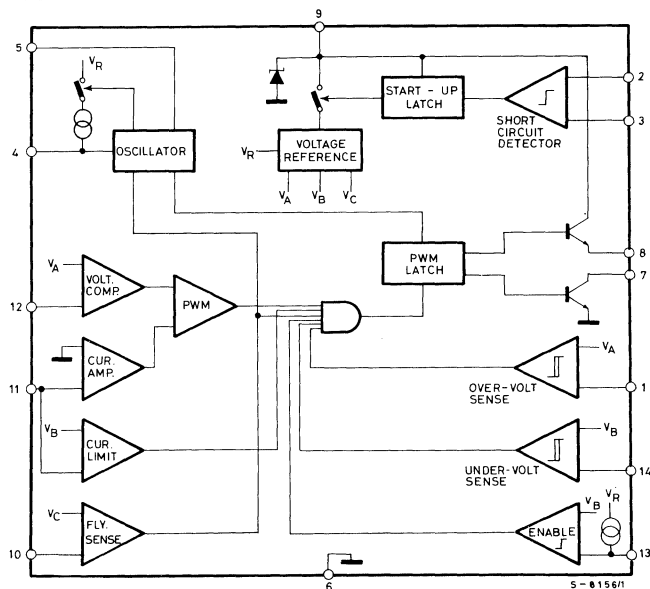 9
5
V_R
2
START - UP
LATCH
3
SHORT
CIRCUIT
DETECTOR
4
OSCILLATOR
V_R
VOLTAGE
REFERENCE
V_A V_B V_C
V_A
VOLT.
COMP.
12
PWM
PWM
LATCH
8
7
CUR.
AMP.
11
V_A
OVER-VOLT
SENSE
1
V_B
CUR.
LIMIT
V_B
UNDER-VOLT
SENSE
14
V_C
FLY.
SENSE
10
V_B
V_R
ENABLE
13
6
S-8156/1